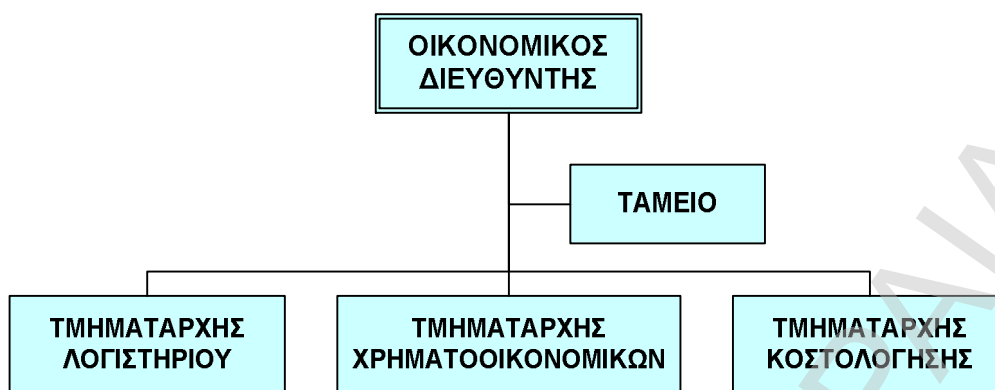 ΟΙΚΟΝΟΜΙΚΟΣ
ΔΙΕΥΘΥΝΤΗΣ
ΤΑΜΕΙΟ
ΤΜΗΜΑΤΑΡΧΗΣ
ΛΟΓΙΣΤΗΡΙΟΥ
ΤΜΗΜΑΤΑΡΧΗΣ
ΧΡΗΜΑΤΟΟΙΚΟΝΟΜΙΚΩΝ
ΤΜΗΜΑΤΑΡΧΗΣ
ΚΟΣΤΟΛΟΓΗΣΗΣ